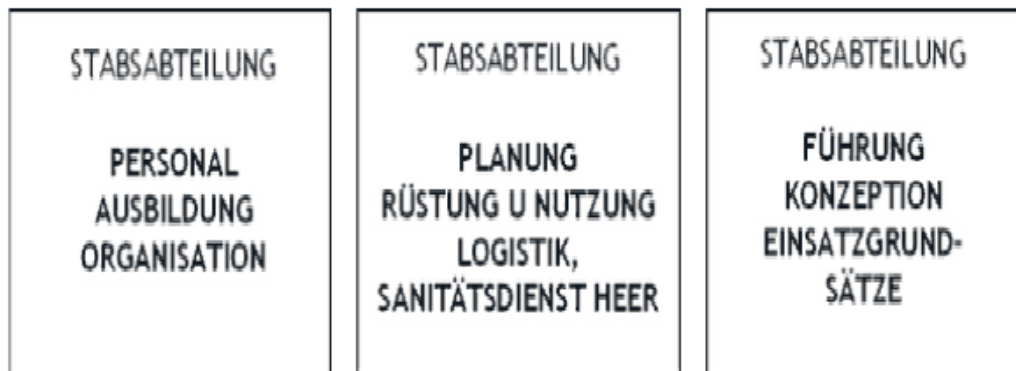 STABSABTEILUNG
PERSONAL
AUSBILDUNG
ORGANISATION
STABSABTEILUNG
PLANUNG
RÜSTUNG U NUTZUNG
LOGISTIK,
SANITÄTSDIENST HEER
STABSABTEILUNG
FÜHRUNG
KONZEPTION
EINSATZGRUND-
SÄTZE